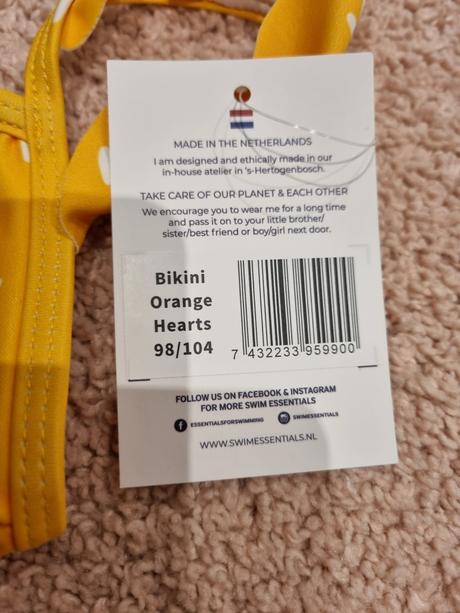 MADE IN THE NETHERLANDS
I am designed and ethically made in our
in-house atelier in 's-Hertogenbosch.
TAKE CARE OF OUR PLANET & EACH OTHER
We encourage you to wear me for a long time
and pass it on to your little brother/
sister/best friend or boy/girl next door.
Bikini
Orange
Hearts
98/104
7 432233 959900
FOLLOW US ON FACEBOOK & INSTAGRAM
FOR MORE SWIM ESSENTIALS
ESSENTIALSFORSWIMMING SWIMESSENTIALS
WWW.SWIMESSENTIALS.NL